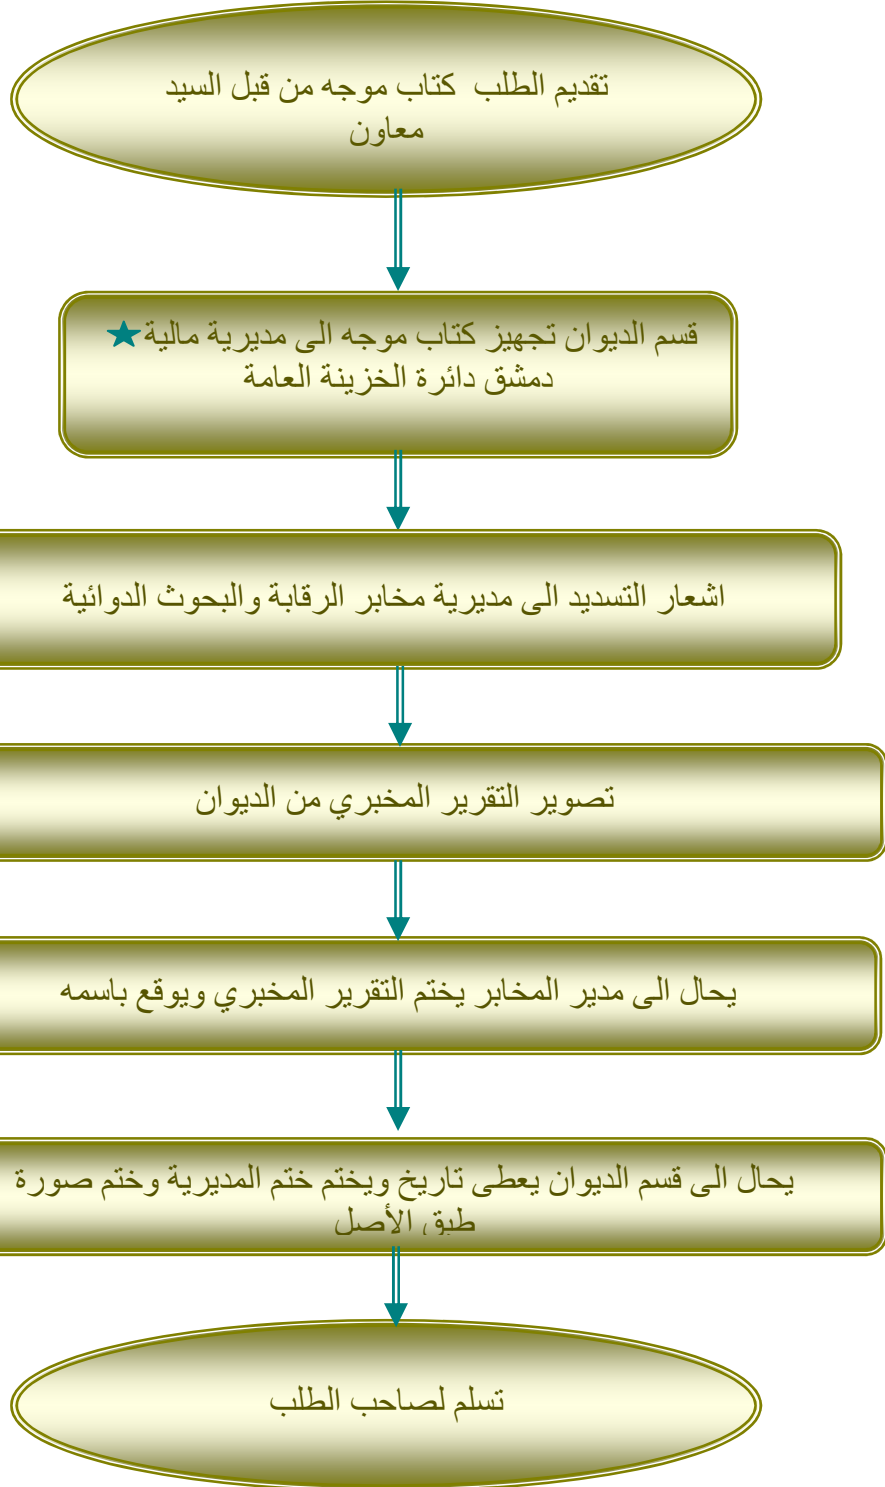 تقديم الطلب كتاب موجه من قبل السيد
معاون
قسم الديوان تجهيز كتاب موجه الى مديرية مالية
دمشق دائرة الخزينة العامة
اشعار التسديد الى مديرية مخابر الرقابة والبحوث الدوائية
تصوير التقرير المخبري من الديوان
يحال الى مدير المخابر يختم التقرير المخبري ويوقع باسمه
يحال الى قسم الديوان يعطى تاريخ ويختم ختم المديرية وختم صورة
طبق الأصل
تسلم لصاحب الطلب